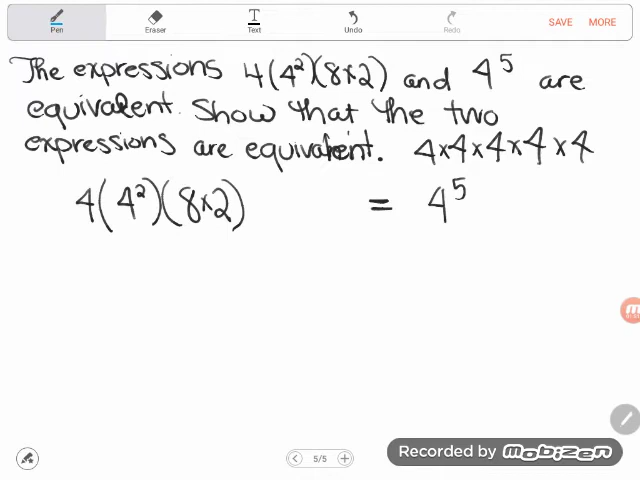 Pen
Eraser
Text
Undo
Redo
SAVE
MORE
The expressions 4(4²)(8×2) and 4⁵ are
equivalent. Show that the two
expressions are equivalent. 4×4×4×4×4
4(4²)(8×2) = 4⁵
5/5
Recorded by mobizen